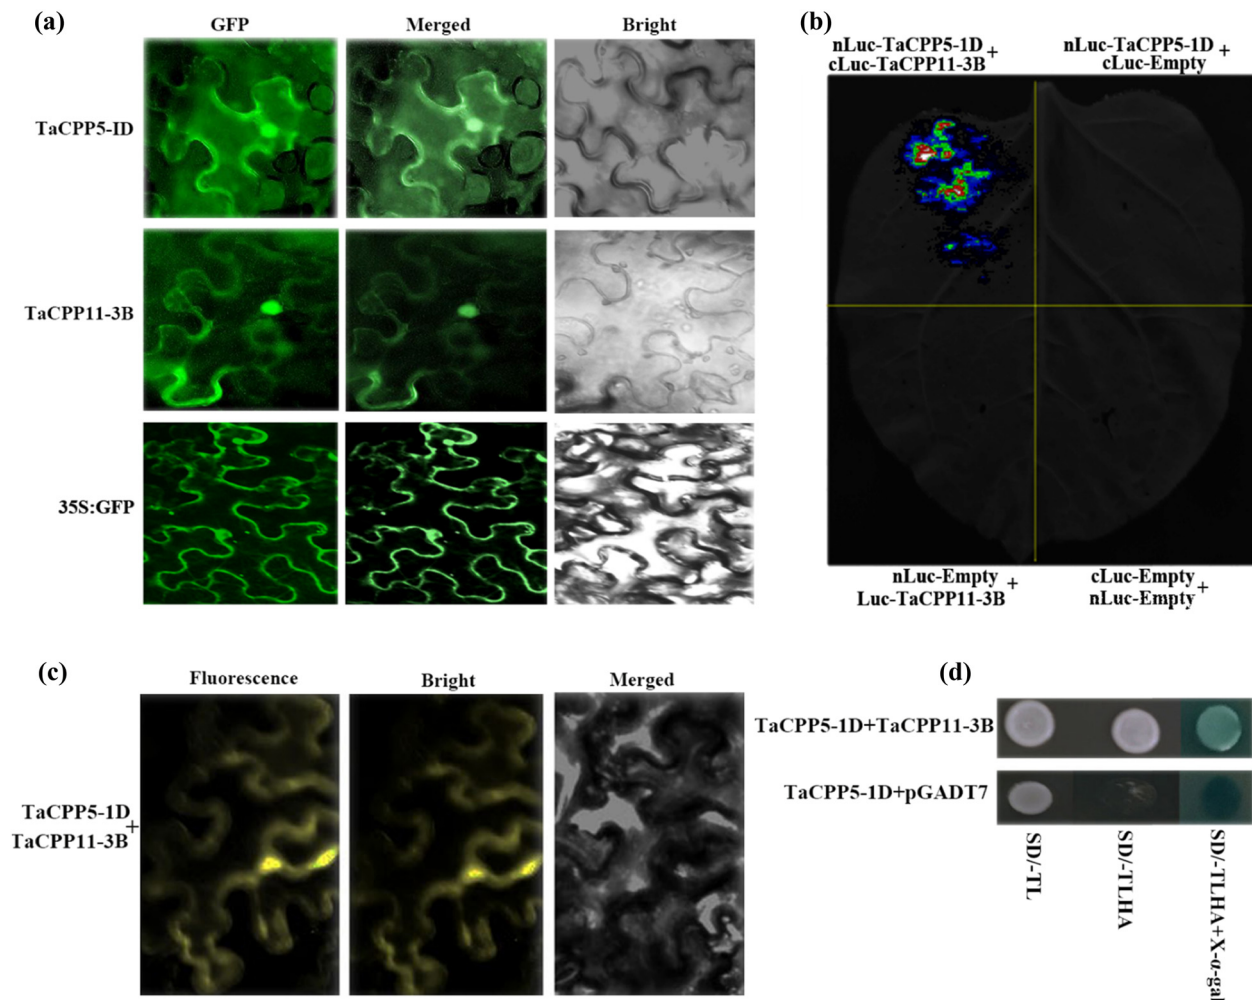 (a)
GFP
Merged
Bright
TaCPP5-ID
TaCPP11-3B
35S:GFP
(b)
nLuc-TaCPP5-1D +
cLuc-TaCPP11-3B
nLuc-TaCPP5-1D +
cLuc-Empty
nLuc-Empty +
Luc-TaCPP11-3B
cLuc-Empty +
nLuc-Empty
(c)
Fluorescence
Bright
Merged
TaCPP5-1D +
TaCPP11-3B
(d)
TaCPP5-1D+TaCPP11-3B
TaCPP5-1D+pGADT7
SD/-TL
SD/-TLHA
SD/-TLHA+X-α-gal